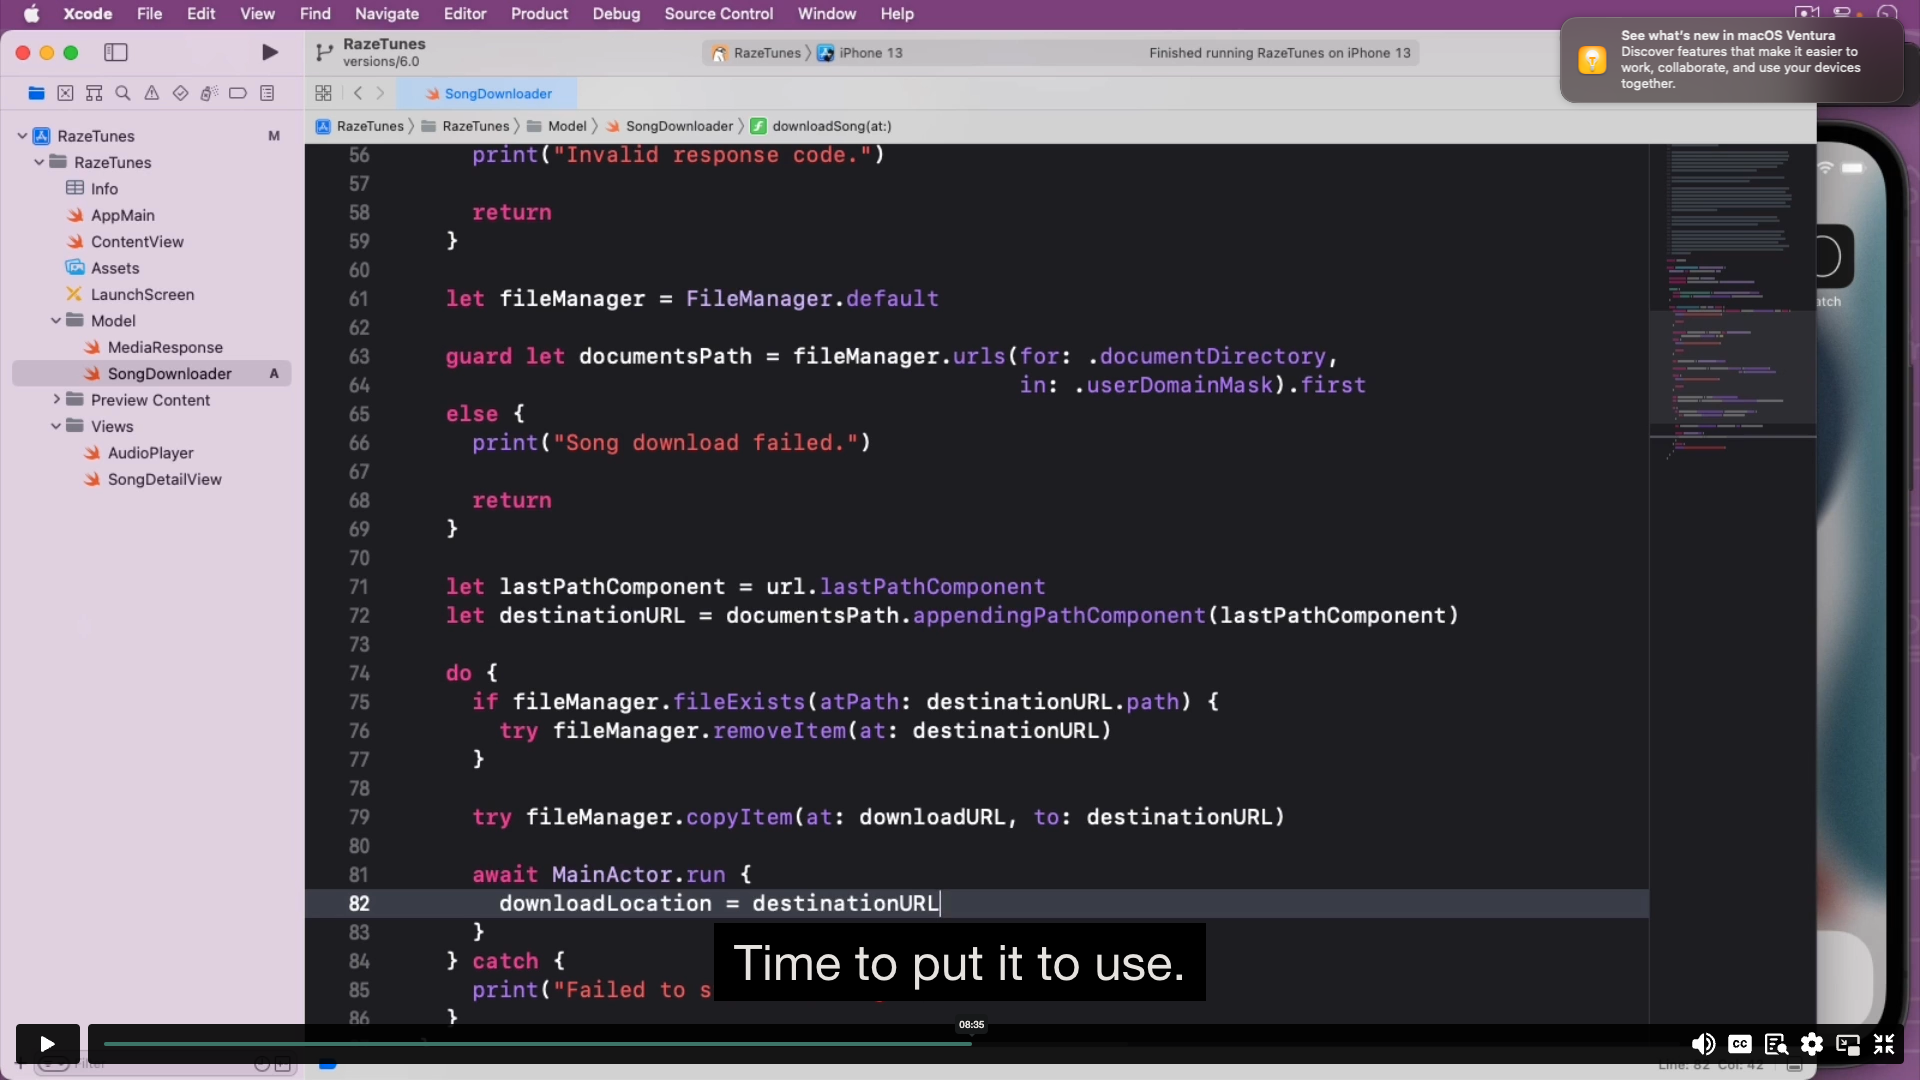 Xcode File Edit View Find Navigate Editor Product Debug Source Control Window Help
See what's new in macOS Ventura
Discover features that make it easier to
work, collaborate, and use your devices
together.
RazeTunes
versions/6.0
RazeTunes iPhone 13
Finished running RazeTunes on iPhone 13
SongDownloader
RazeTunes RazeTunes Model SongDownloader downloadSong(at:)
RazeTunes M
RazeTunes
Info
AppMain
ContentView
Assets
LaunchScreen
Model
MediaResponse
SongDownloader A
Preview Content
Views
AudioPlayer
SongDetailView
56 print("Invalid response code.")
57
58 return
59 }
60
61 let fileManager = FileManager.default
62
63 guard let documentsPath = fileManager.urls(for: .documentDirectory,
64 in: .userDomainMask).first
65 else {
66 print("Song download failed.")
67
68 return
69 }
70
71 let lastPathComponent = url.lastPathComponent
72 let destinationURL = documentsPath.appendingPathComponent(lastPathComponent)
73
74 do {
75 if fileManager.fileExists(atPath: destinationURL.path) {
76 try fileManager.removeItem(at: destinationURL)
77 }
78
79 try fileManager.copyItem(at: downloadURL, to: destinationURL)
80
81 await MainActor.run {
82 downloadLocation = destinationURL
83 }
84 } catch {
85 print("Failed to s
86 }
Time to put it to use.
08:35
CC
Filter
Line: 82 Col: 42
atch